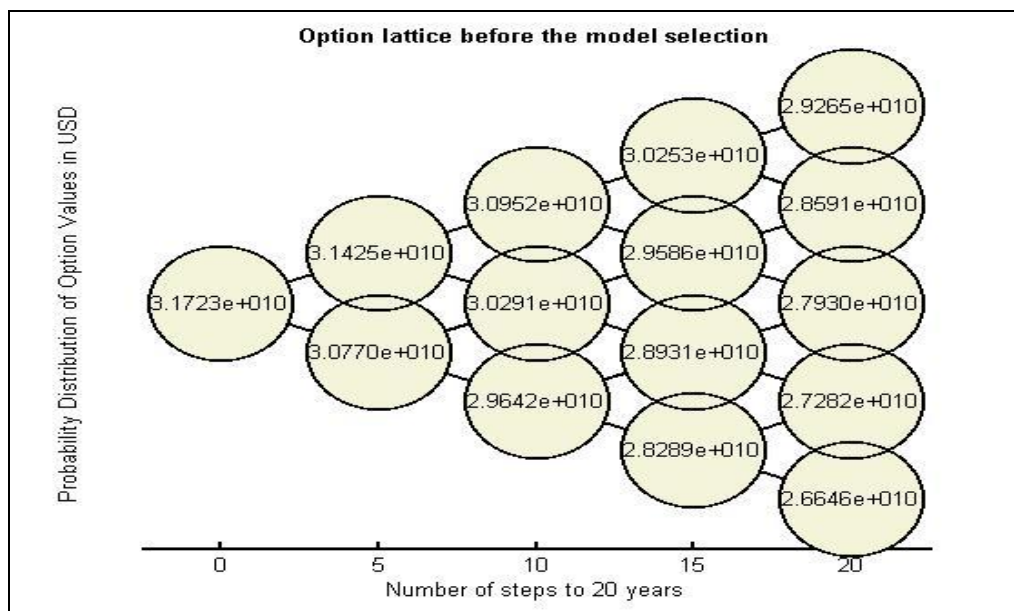 Option lattice before the model selection
Probability Distribution of Option Values in USD
2.9265e+010
3.0253e+010
3.0952e+010
2.8591e+010
3.1425e+010
2.9586e+010
3.1723e+010
3.0291e+010
2.7930e+010
3.0770e+010
2.8931e+010
2.9642e+010
2.7282e+010
2.8289e+010
2.6646e+010
0 5 10 15 20
Number of steps to 20 years